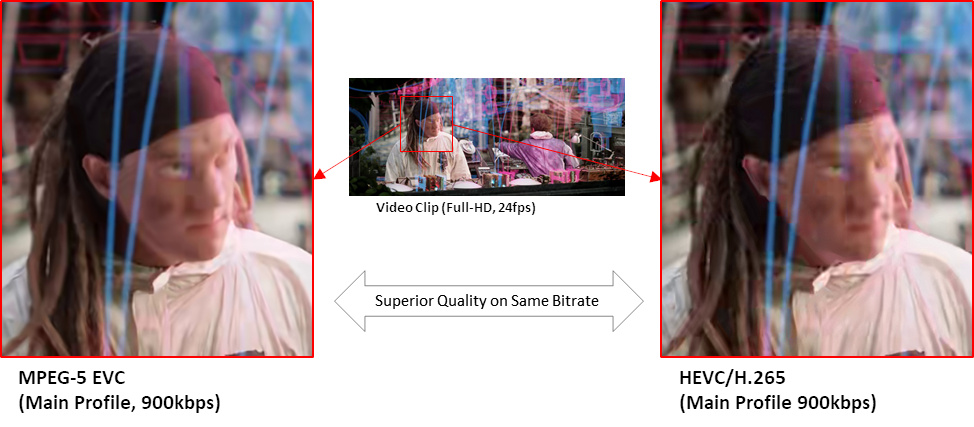 Video Clip (Full-HD, 24fps)
Superior Quality on Same Bitrate
MPEG-5 EVC
(Main Profile, 900kbps)
HEVC/H.265
(Main Profile 900kbps)